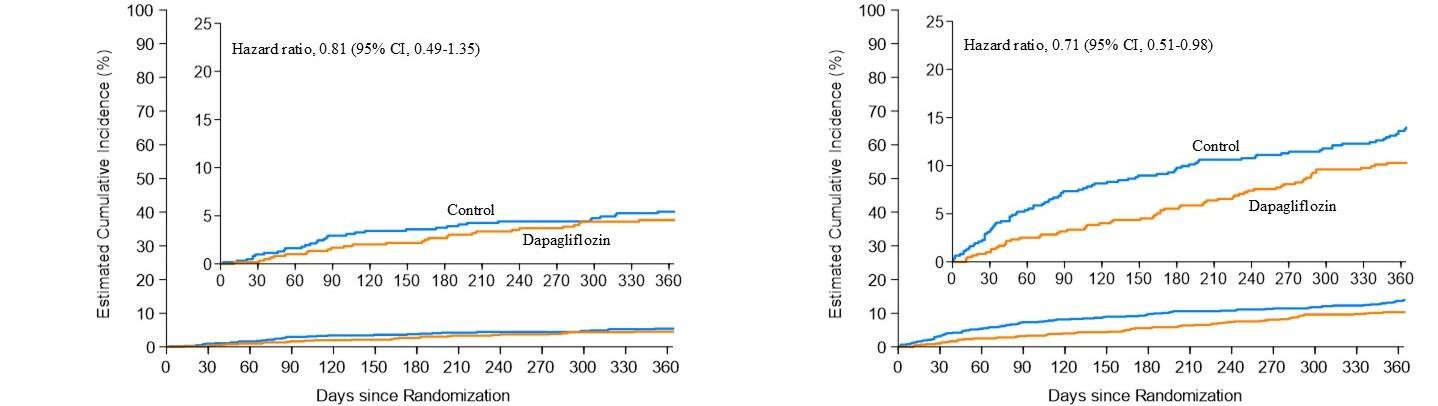 Estimated Cumulative Incidence (%)
100
90
80
70
60
50
40
30
20
10
0
25
20
15
10
5
0
Hazard ratio, 0.81 (95% CI, 0.49-1.35)
Control
Dapagliflozin
0 30 60 90 120 150 180 210 240 270 300 330 360
0 30 60 90 120 150 180 210 240 270 300 330 360
Days since Randomization
Estimated Cumulative Incidence (%)
100
90
80
70
60
50
40
30
20
10
0
25
20
15
10
5
0
Hazard ratio, 0.71 (95% CI, 0.51-0.98)
Control
Dapagliflozin
0 30 60 90 120 150 180 210 240 270 300 330 360
0 30 60 90 120 150 180 210 240 270 300 330 360
Days since Randomization